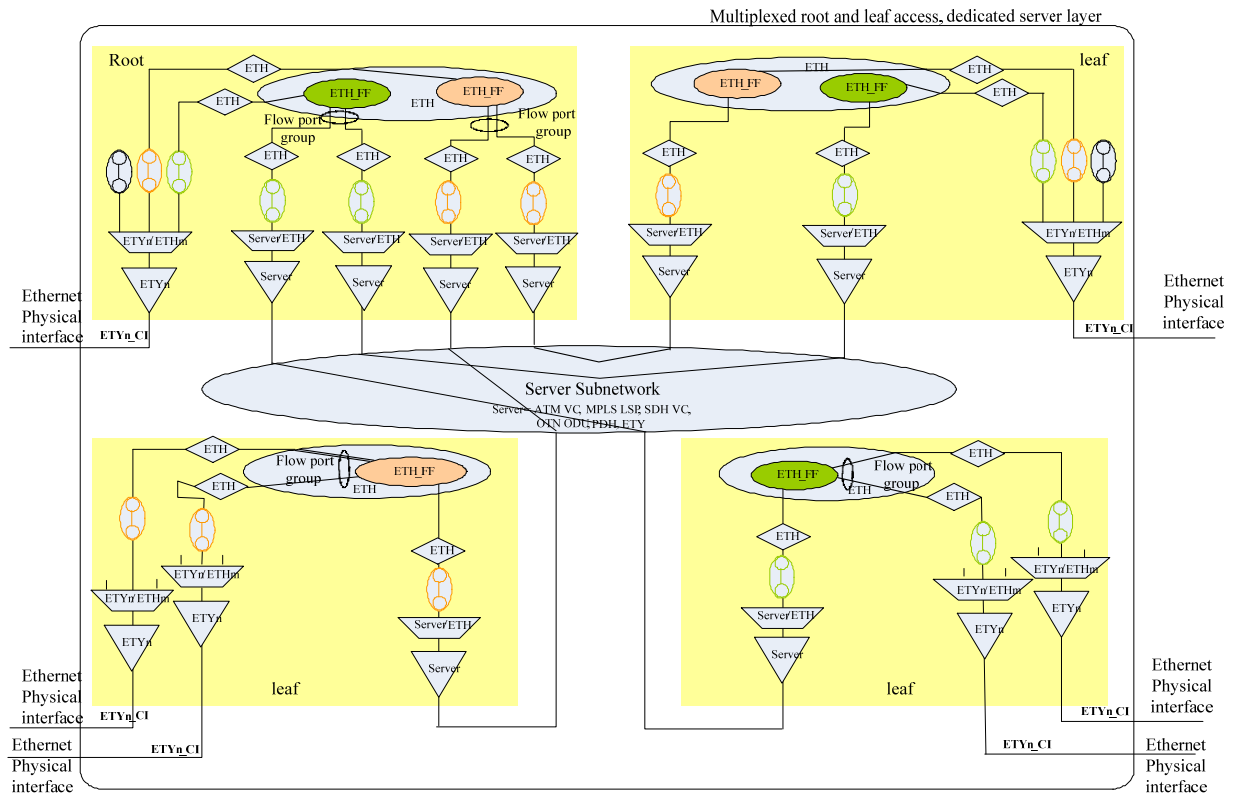 Multiplexed root and leaf access, dedicated server layer
Root
ETH
ETH
ETH_FF
ETH
ETH_FF
Flow port
group
Flow port
group
ETH
ETH
ETH
ETH
ETYn/ETHm
Server/ETH
Server/ETH
Server/ETH
Server/ETH
ETYn
Server
Server
Server
Server
Ethernet
Physical
interface
ETYn_CI
leaf
ETH
ETH_FF
ETH_FF
ETH
ETH
ETH
ETH
Server/ETH
Server/ETH
ETYn/ETHm
Server
Server
ETYn
Ethernet
Physical
interface
ETYn_CI
Server Subnetwork
Server= ATM VC, MPLS LSP, SDH VC,
OTN ODU, PDH, ETY
ETH
ETH
Flow port
group
ETH_FF
ETH
ETH
ETYn/ETHm
ETYn/ETHm
Server/ETH
ETYn
ETYn
Server
leaf
Ethernet
Physical
interface
ETYn_CI
Ethernet
Physical
interface
ETYn_CI
ETH_FF
ETH
Flow port
group
ETH
ETH
ETH
ETYn/ETHm
ETYn/ETHm
Server/ETH
ETYn
ETYn
Server
leaf
Ethernet
Physical
interface
ETYn_CI
Ethernet
Physical
interface
ETYn_CI